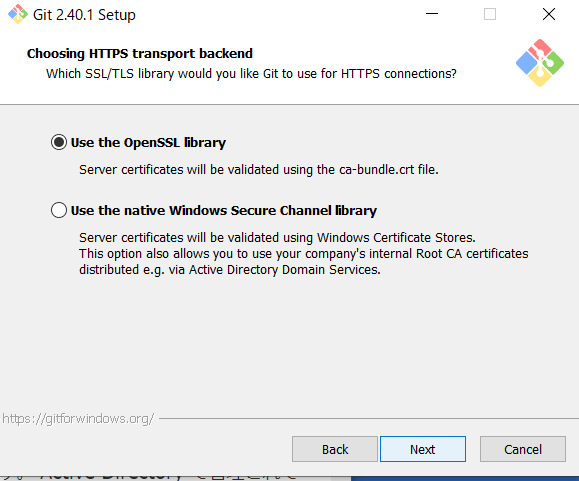 Git 2.40.1 Setup
Choosing HTTPS transport backend
Which SSL/TLS library would you like Git to use for HTTPS connections?
Use the OpenSSL library
Server certificates will be validated using the ca-bundle.crt file.
Use the native Windows Secure Channel library
Server certificates will be validated using Windows Certificate Stores.
This option also allows you to use your company's internal Root CA certificates
distributed e.g. via Active Directory Domain Services.
https://gitforwindows.org/
Back
Next
Cancel
Active Directory